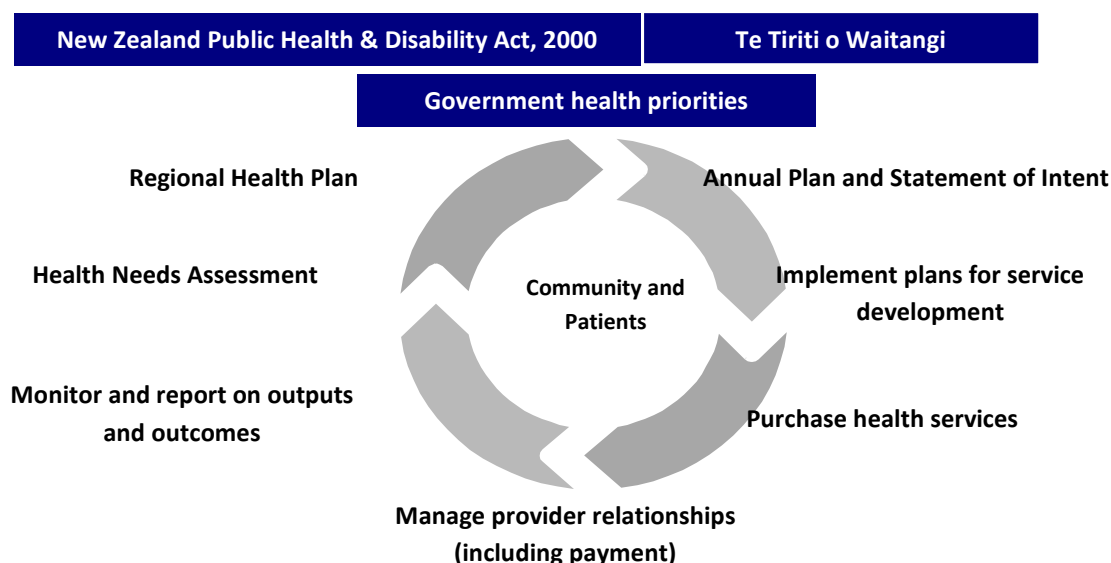 New Zealand Public Health & Disability Act, 2000
Te Tiriti o Waitangi
Government health priorities
Regional Health Plan
Annual Plan and Statement of Intent
Health Needs Assessment
Community and
Patients
Implement plans for service
development
Monitor and report on outputs
and outcomes
Purchase health services
Manage provider relationships
(including payment)